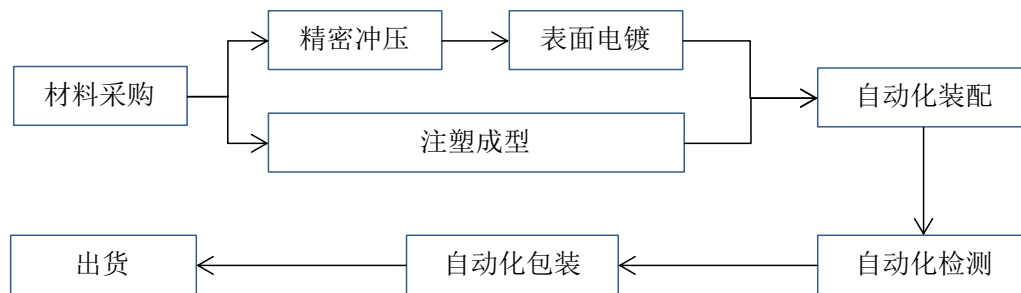 精密冲压
表面电镀
材料采购
自动化装配
注塑成型
出货
自动化包装
自动化检测